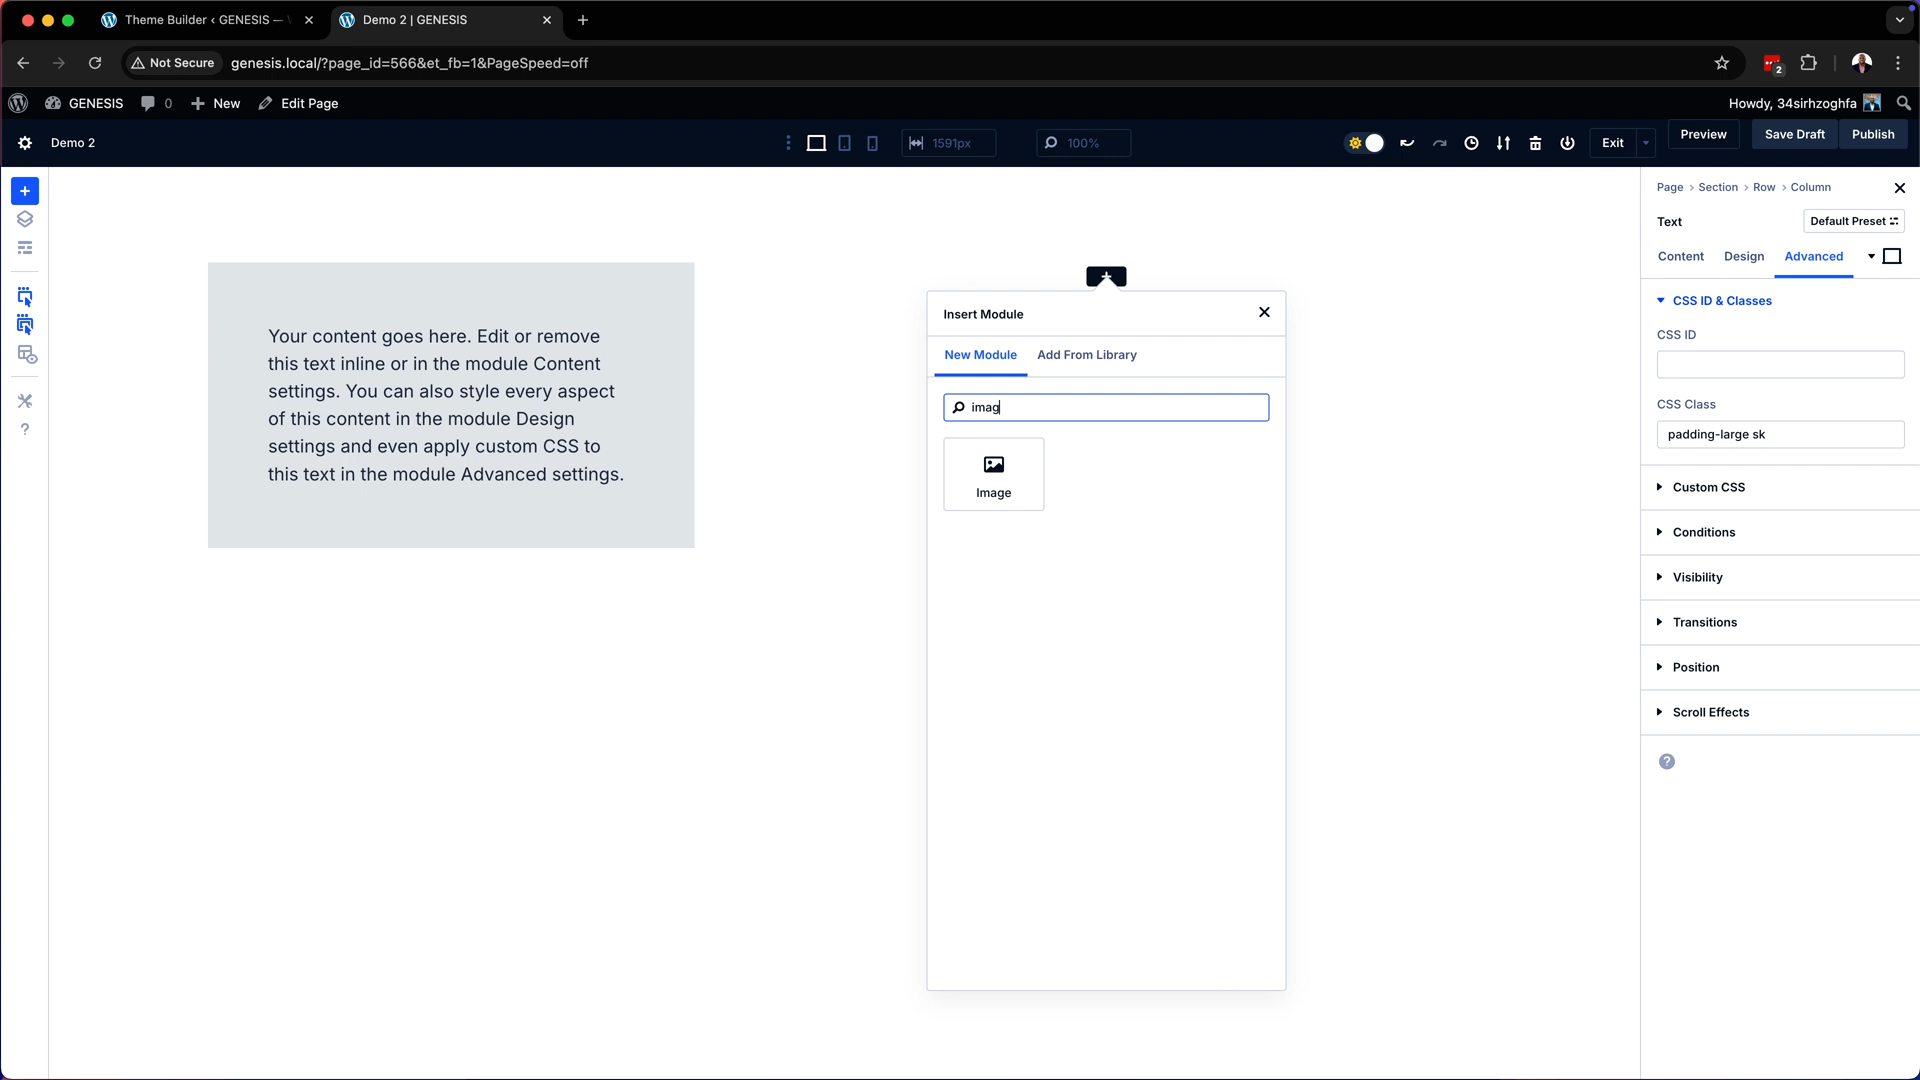 Theme Builder ‹ GENESIS —
Demo 2 | GENESIS
Not Secure
genesis.local/?page_id=566&et_fb=1&PageSpeed=off
2
GENESIS
0
New
Edit Page
Howdy, 34sirhzoghfa
Demo 2
1591px
100%
Exit
Preview
Save Draft
Publish
Page › Section › Row › Column
Text
Default Preset
Content
Design
Advanced
CSS ID & Classes
CSS ID
CSS Class
padding-large sk
Custom CSS
Conditions
Visibility
Transitions
Position
Scroll Effects
?
?
Your content goes here. Edit or remove
this text inline or in the module Content
settings. You can also style every aspect
of this content in the module Design
settings and even apply custom CSS to
this text in the module Advanced settings.
Insert Module
New Module
Add From Library
imag
Image